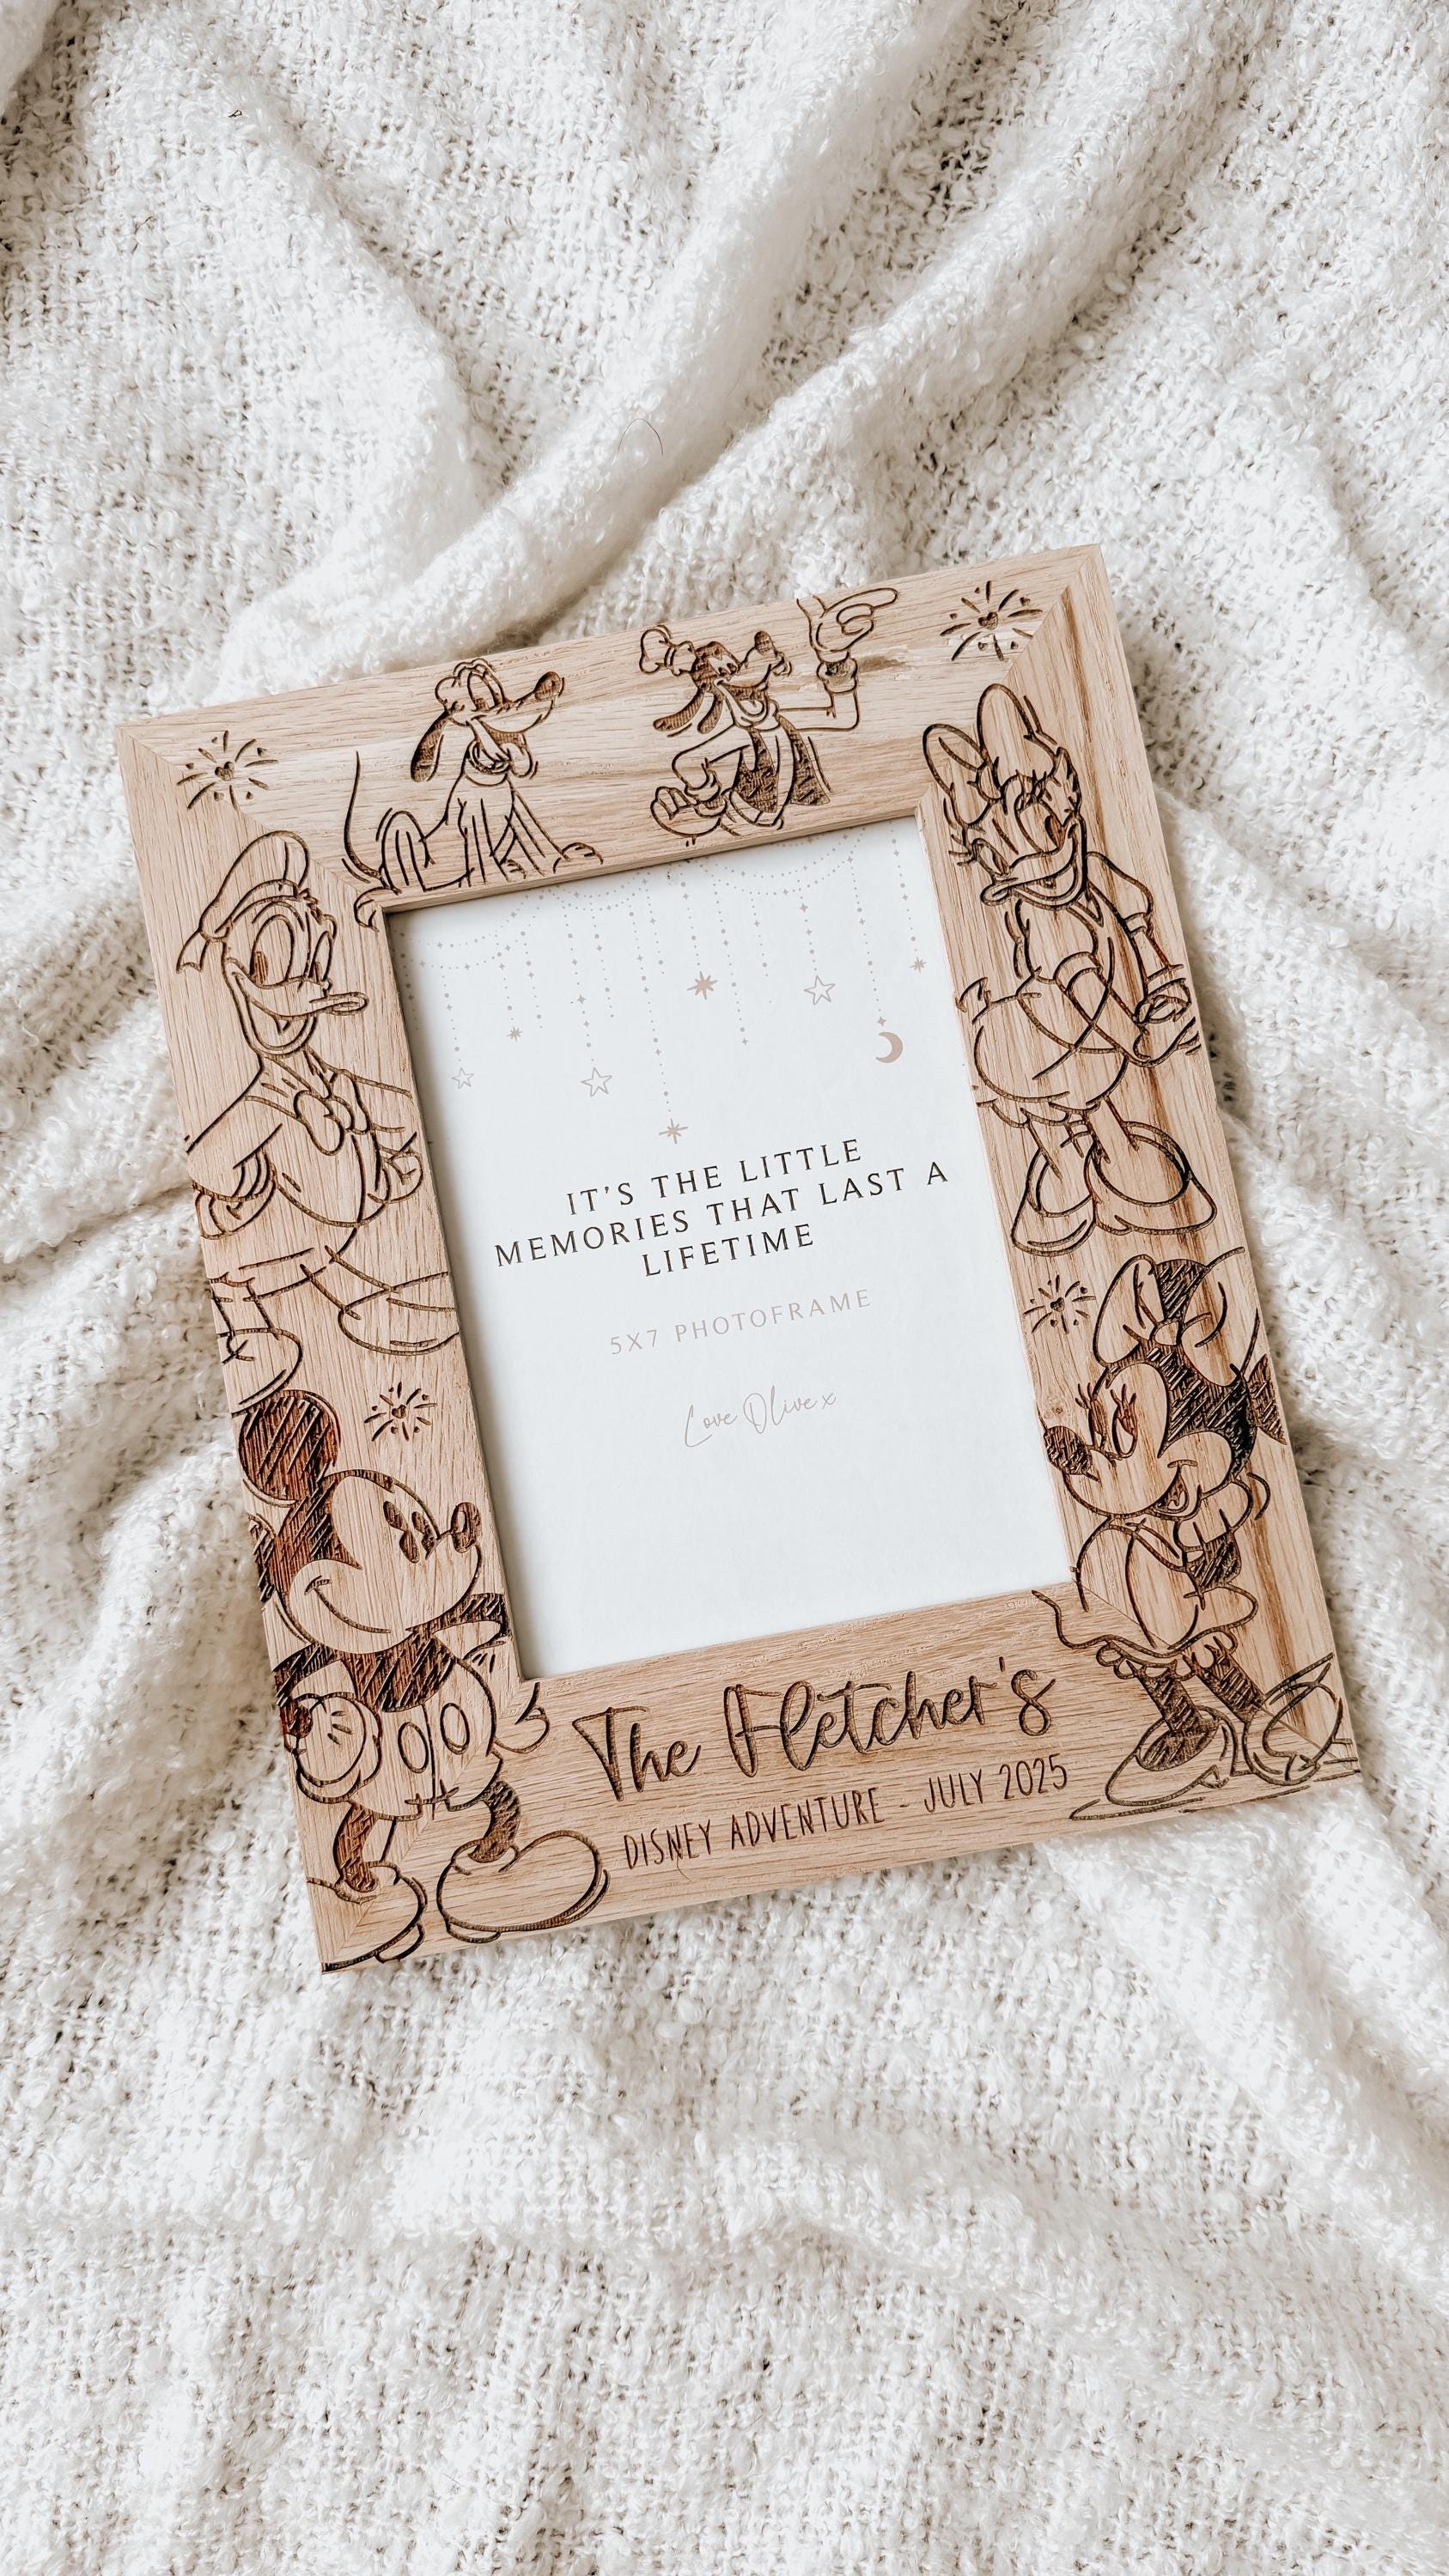 IT'S THE LITTLE
MEMORIES THAT LAST A
LIFETIME
5X7 PHOTOFRAME
Love Olive x
The Fletcher's
DISNEY ADVENTURE - JULY 2025